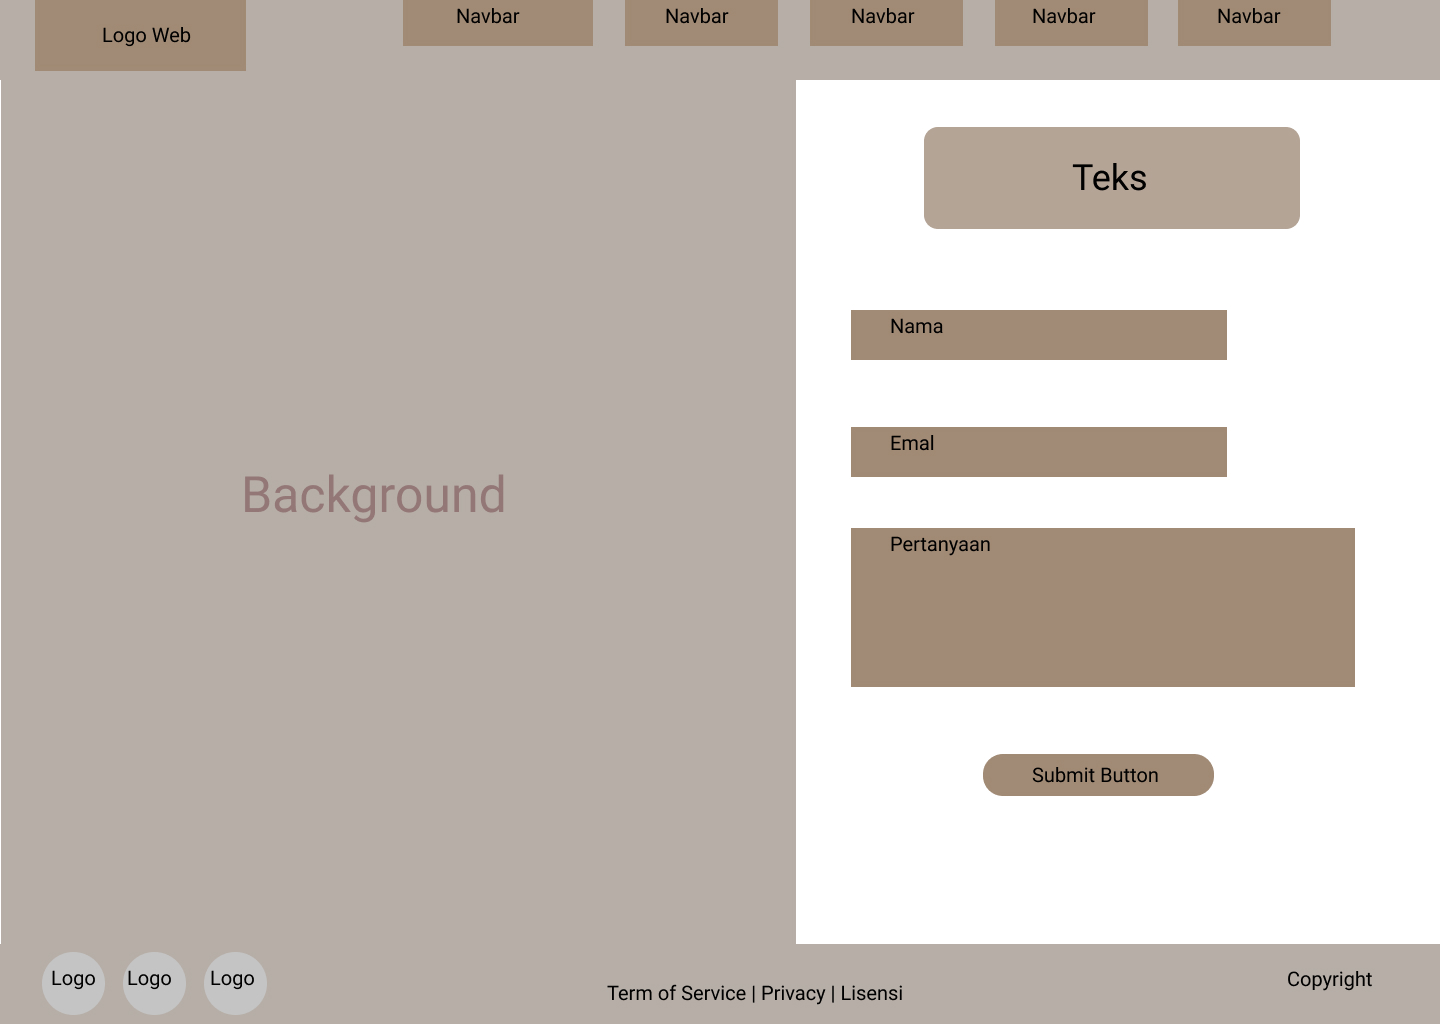 Logo Web
Navbar
Navbar
Navbar
Navbar
Navbar
Background
Teks
Nama
Emal
Pertanyaan
Submit Button
Logo
Logo
Logo
Term of Service | Privacy | Lisensi
Copyright